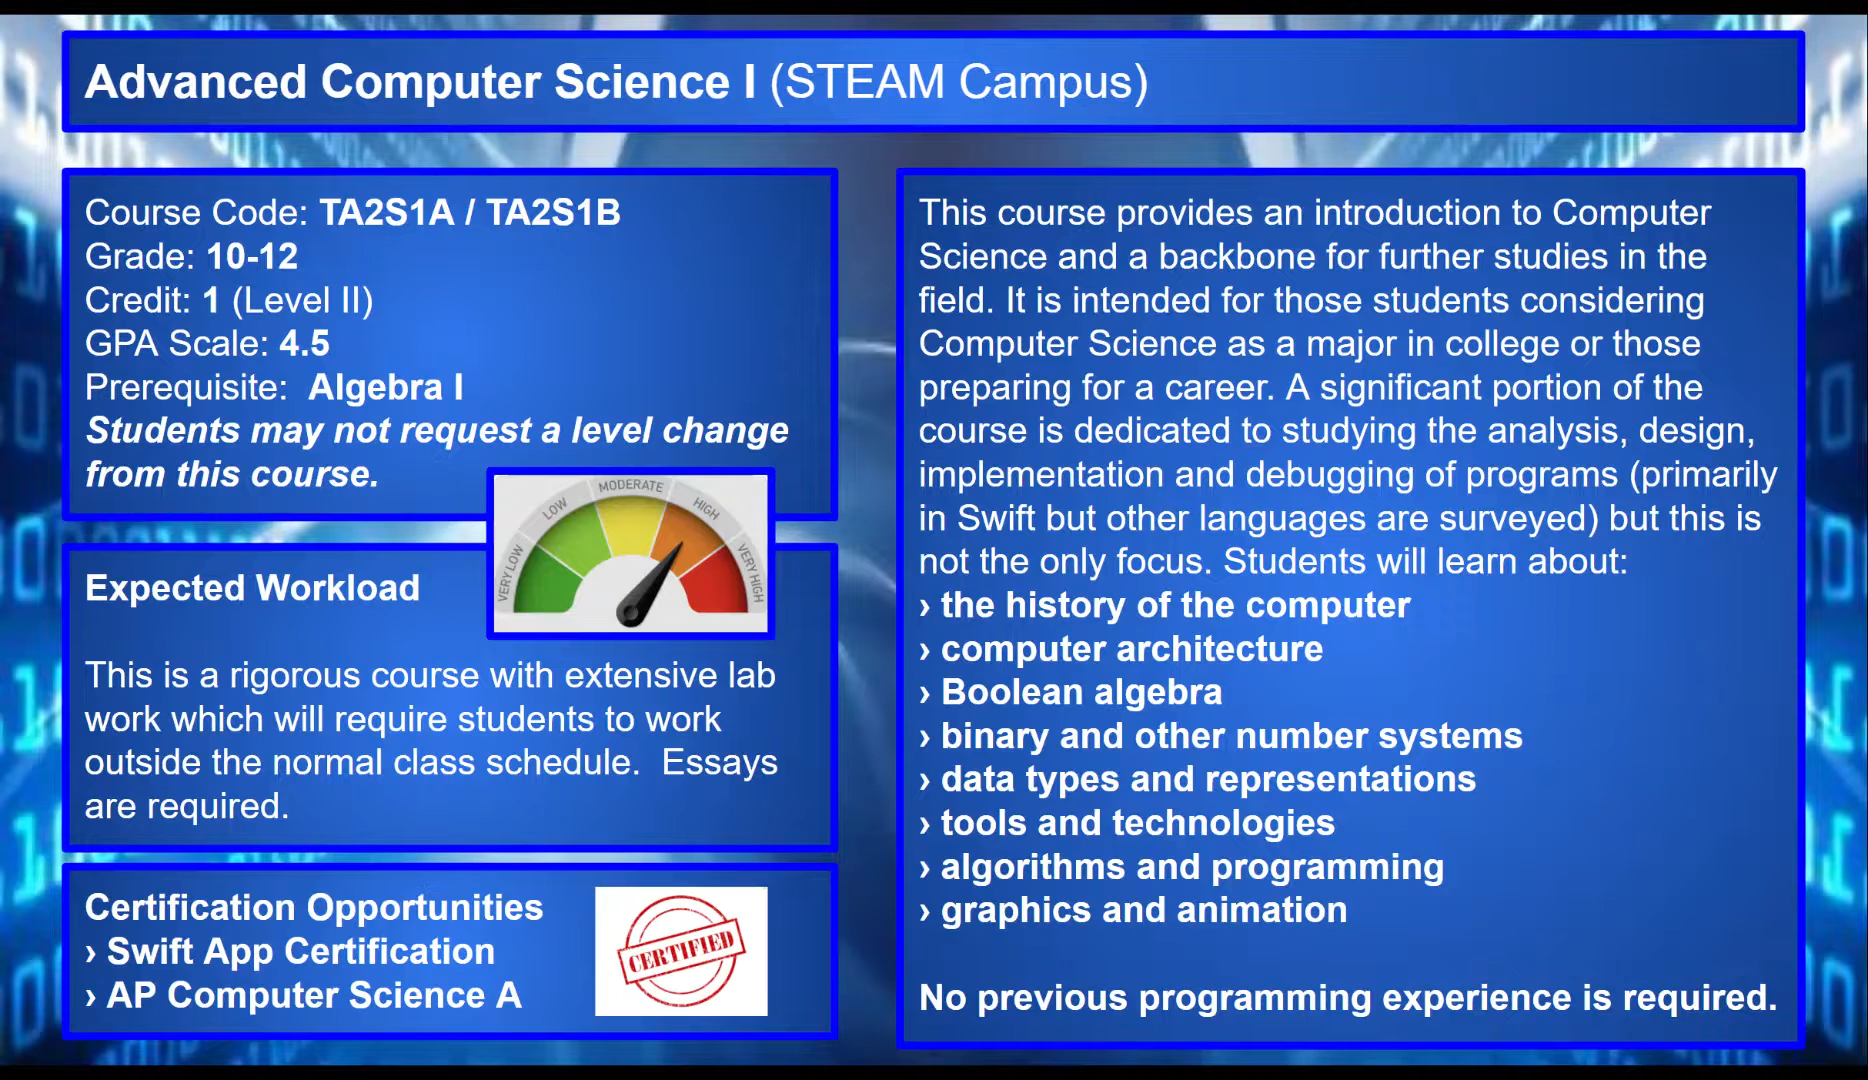 Advanced Computer Science I (STEAM Campus)
Course Code: TA2S1A / TA2S1B
Grade: 10-12
Credit: 1 (Level II)
GPA Scale: 4.5
Prerequisite:  Algebra I
Students may not request a level change
from this course.
VERY LOW
LOW
MODERATE
HIGH
VERY HIGH
Expected Workload
This is a rigorous course with extensive lab
work which will require students to work
outside the normal class schedule.  Essays
are required.
Certification Opportunities
› Swift App Certification
› AP Computer Science A
CERTIFIED
This course provides an introduction to Computer
Science and a backbone for further studies in the
field. It is intended for those students considering
Computer Science as a major in college or those
preparing for a career. A significant portion of the
course is dedicated to studying the analysis, design,
implementation and debugging of programs (primarily
in Swift but other languages are surveyed) but this is
not the only focus. Students will learn about:
› the history of the computer
› computer architecture
› Boolean algebra
› binary and other number systems
› data types and representations
› tools and technologies
› algorithms and programming
› graphics and animation
No previous programming experience is required.